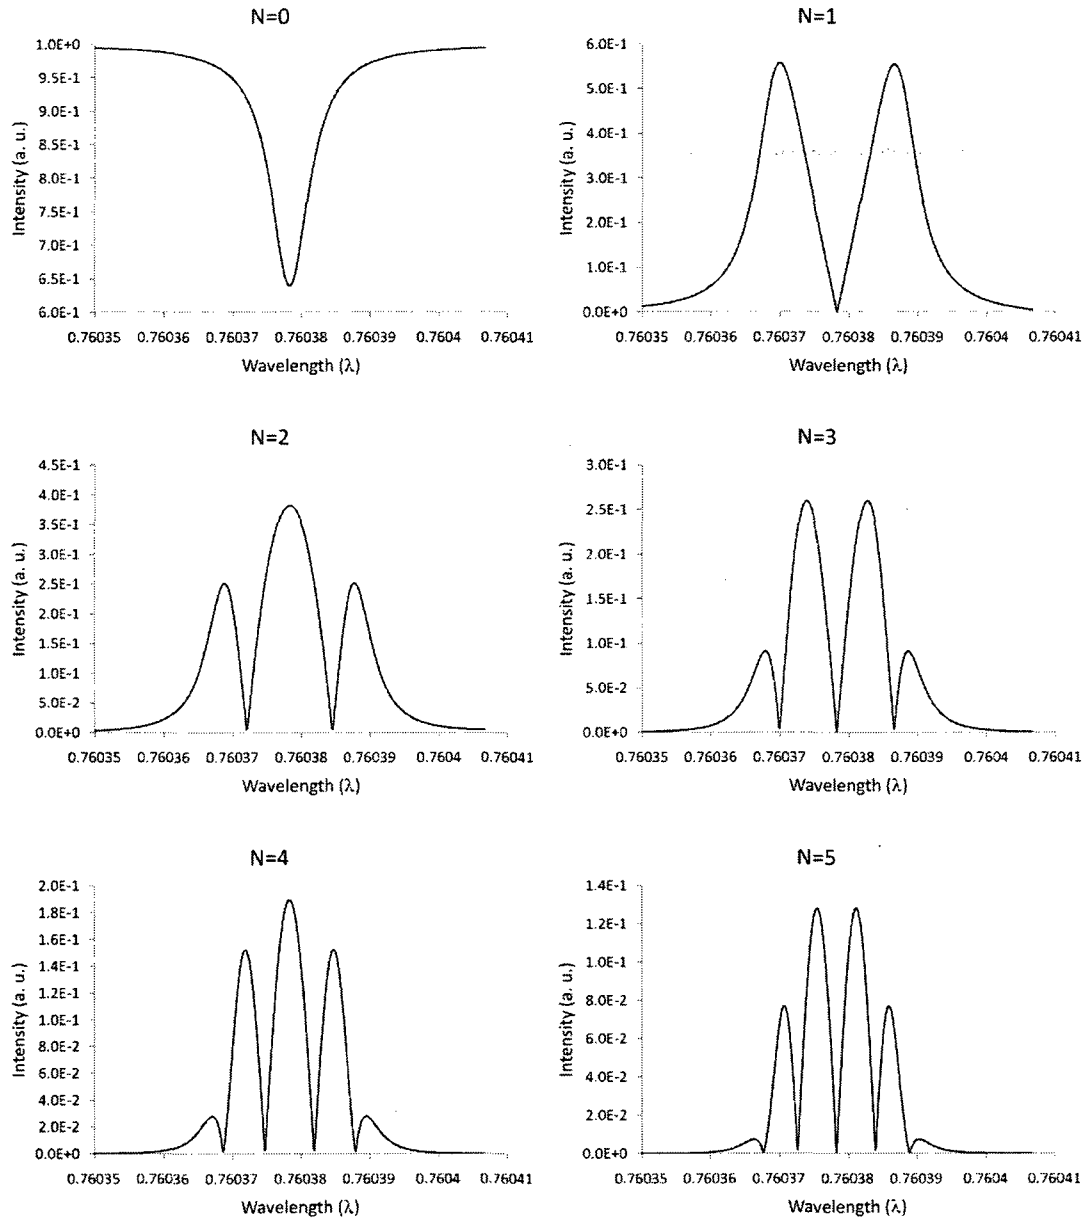 N=0
Intensity (a. u.)
1.0E+0
9.5E-1
9.0E-1
8.5E-1
8.0E-1
7.5E-1
7.0E-1
6.5E-1
6.0E-1
0.76035 0.76036 0.76037 0.76038 0.76039 0.7604 0.76041
Wavelength (λ)
N=1
Intensity (a. u.)
6.0E-1
5.0E-1
4.0E-1
3.0E-1
2.0E-1
1.0E-1
0.0E+0
0.76035 0.76036 0.76037 0.76038 0.76039 0.7604 0.76041
Wavelength (λ)
N=2
Intensity (a. u.)
4.5E-1
4.0E-1
3.5E-1
3.0E-1
2.5E-1
2.0E-1
1.5E-1
1.0E-1
5.0E-2
0.0E+0
0.76035 0.76036 0.76037 0.76038 0.76039 0.7604 0.76041
Wavelength (λ)
N=3
Intensity (a. u.)
3.0E-1
2.5E-1
2.0E-1
1.5E-1
1.0E-1
5.0E-2
0.0E+0
0.76035 0.76036 0.76037 0.76038 0.76039 0.7604 0.76041
Wavelength (λ)
N=4
Intensity (a. u.)
2.0E-1
1.8E-1
1.6E-1
1.4E-1
1.2E-1
1.0E-1
8.0E-2
6.0E-2
4.0E-2
2.0E-2
0.0E+0
0.76035 0.76036 0.76037 0.76038 0.76039 0.7604 0.76041
Wavelength (λ)
N=5
Intensity (a. u.)
1.4E-1
1.2E-1
1.0E-1
8.0E-2
6.0E-2
4.0E-2
2.0E-2
0.0E+0
0.76035 0.76036 0.76037 0.76038 0.76039 0.7604 0.76041
Wavelength (λ)